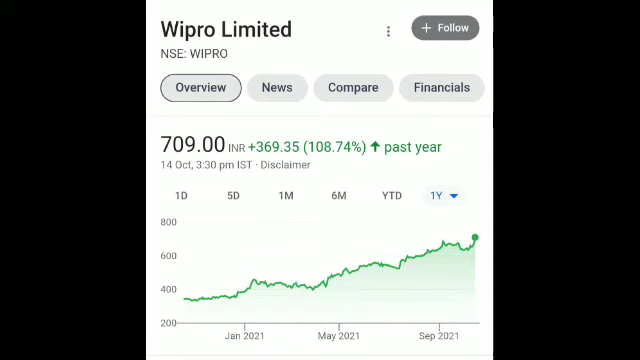 Wipro Limited
+ Follow
NSE: WIPRO
Overview News Compare Financials
709.00 INR +369.35 (108.74%) ↑ past year
14 Oct, 3:30 pm IST · Disclaimer
1D 5D 1M 6M YTD 1Y
800
600
400
200
Jan 2021 May 2021 Sep 2021